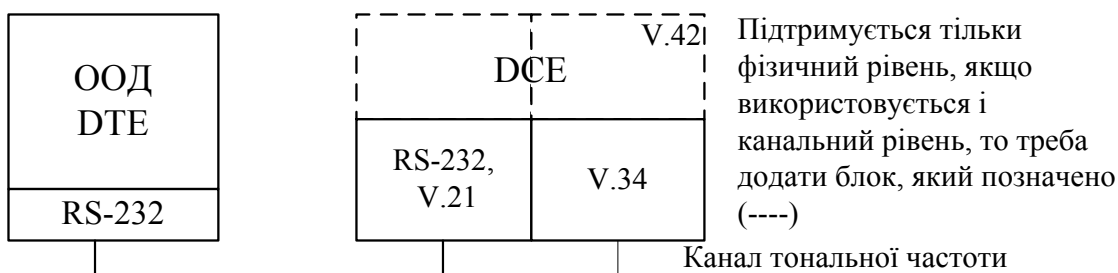 ООД
DTE
RS-232
V.42
DCE
RS-232,
V.21
V.34
Підтримується тільки
фізичний рівень, якщо
використовується і
канальний рівень, то треба
додати блок, який позначено
(----)
Канал тональної частоти